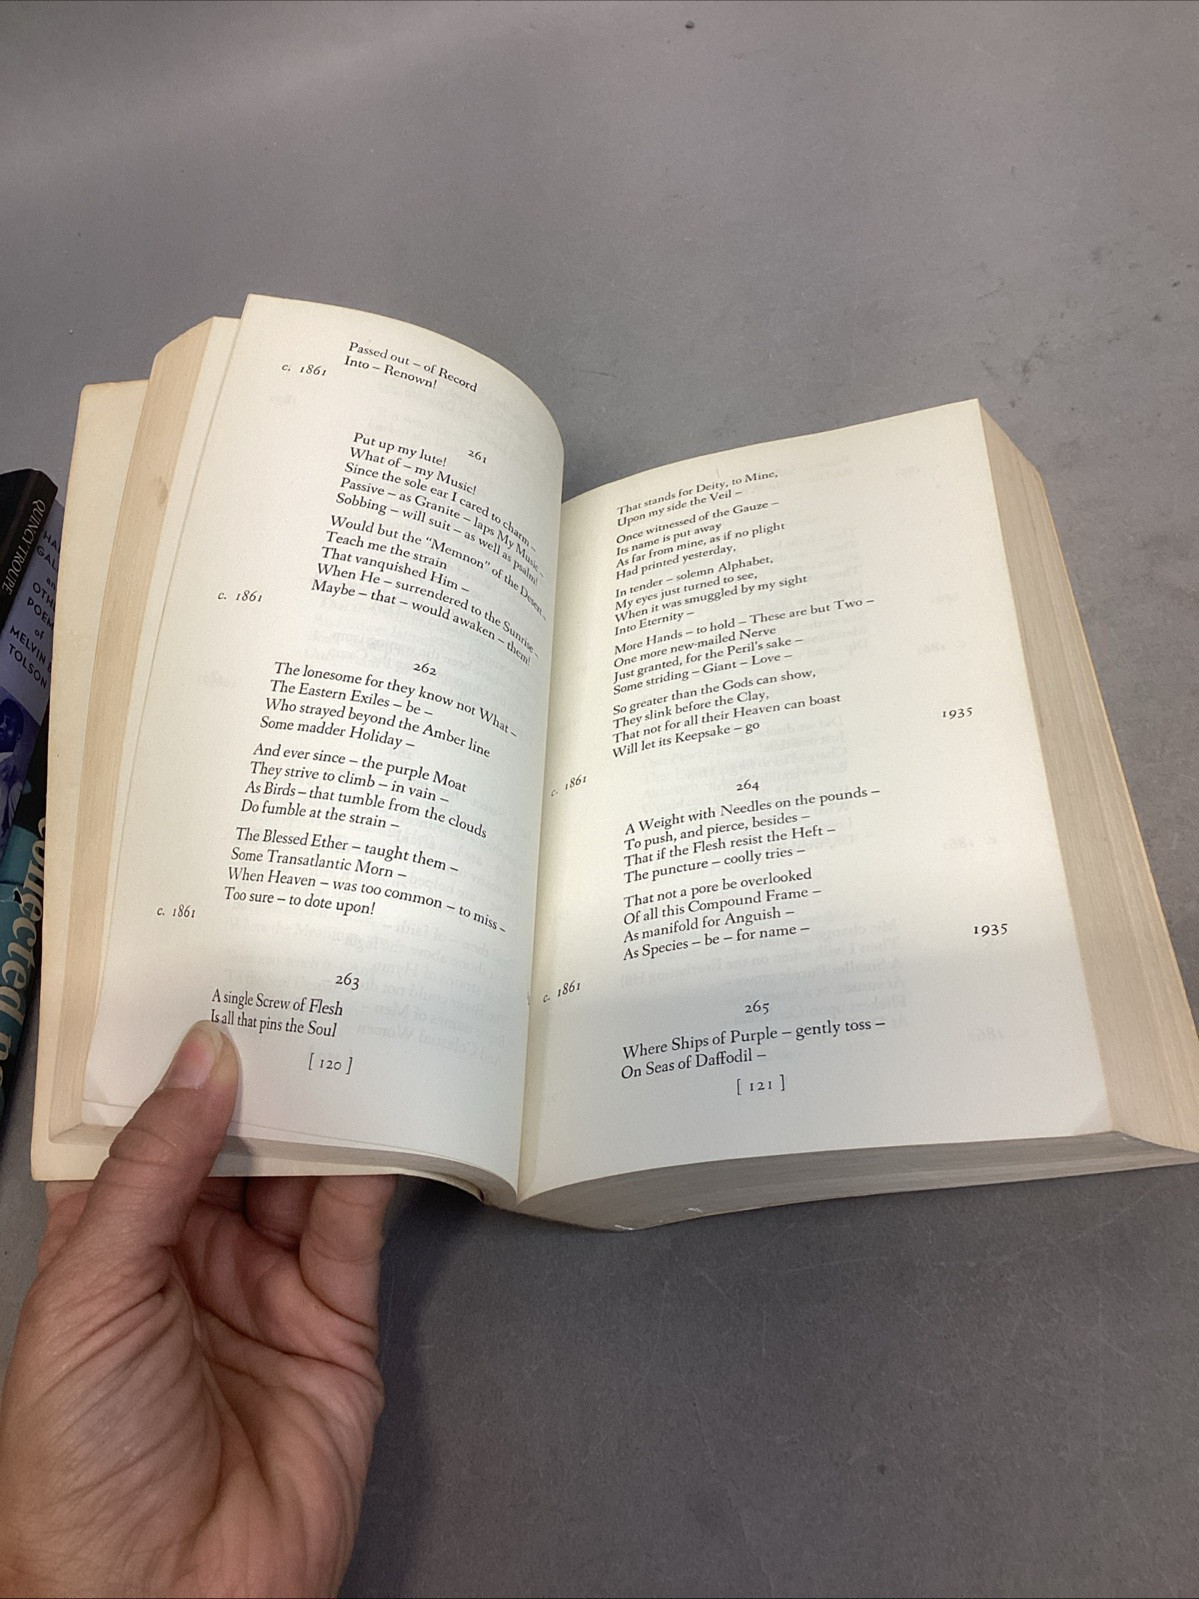 Passed out – of Record
Into – Renown!
c. 1861
261
Put up my lute!
What of – my Music!
Since the sole ear I cared to charm –
Passive – as Granite – laps My Music –
Sobbing – will suit – as well as psalm!
Would but the "Memnon" of the Desert –
Teach me the strain
That vanquished Him –
When He – surrendered to the Sunrise –
Maybe – that – would awaken – them!
c. 1861
262
The lonesome for they know not What –
The Eastern Exiles – be –
Who strayed beyond the Amber line
Some madder Holiday –
And ever since – the purple Moat
They strive to climb – in vain –
As Birds – that tumble from the clouds
Do fumble at the strain –
The Blessed Ether – taught them –
Some Transatlantic Morn –
When Heaven – was too common – to miss –
Too sure – to dote upon!
c. 1861
263
A single Screw of Flesh
Is all that pins the Soul
[ 120 ]
That stands for Deity, to Mine,
Upon my side the Veil –
Once witnessed of the Gauze –
Its name is put away
As far from mine, as if no plight
Had printed yesterday,
In tender – solemn Alphabet,
My eyes just turned to see,
When it was smuggled by my sight
Into Eternity –
More Hands – to hold – These are but Two –
One more new-mailed Nerve
Just granted, for the Peril's sake –
Some striding – Giant – Love –
So greater than the Gods can show,
They slink before the Clay,
That not for all their Heaven can boast
Will let its Keepsake – go
c. 1861 1935
264
A Weight with Needles on the pounds –
To push, and pierce, besides –
That if the Flesh resist the Heft –
The puncture – coolly tries –
That not a pore be overlooked
Of all this Compound Frame –
As manifold for Anguish –
As Species – be – for name –
c. 1861 1935
265
Where Ships of Purple – gently toss –
On Seas of Daffodil –
[ 121 ]
QUINCY TROUPE
OTH
POEM
of
MELVIN
TOLSON